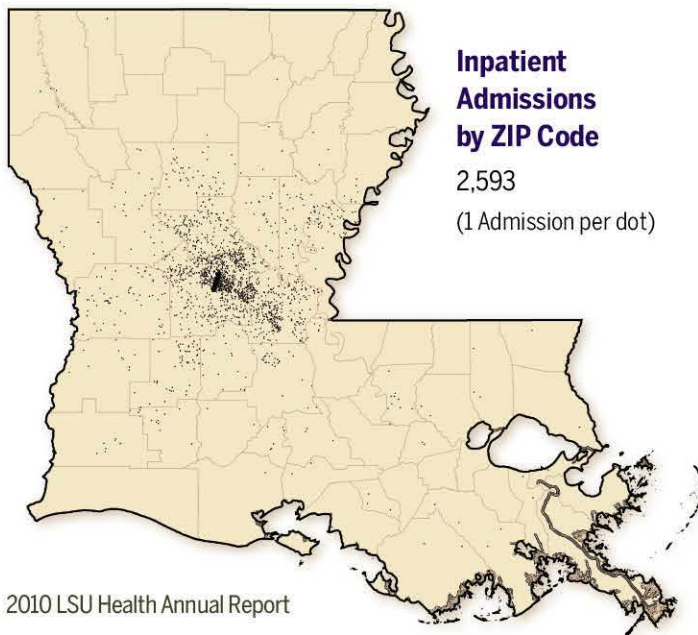 Inpatient
Admissions
by ZIP Code
2,593
(1 Admission per dot)
2010 LSU Health Annual Report